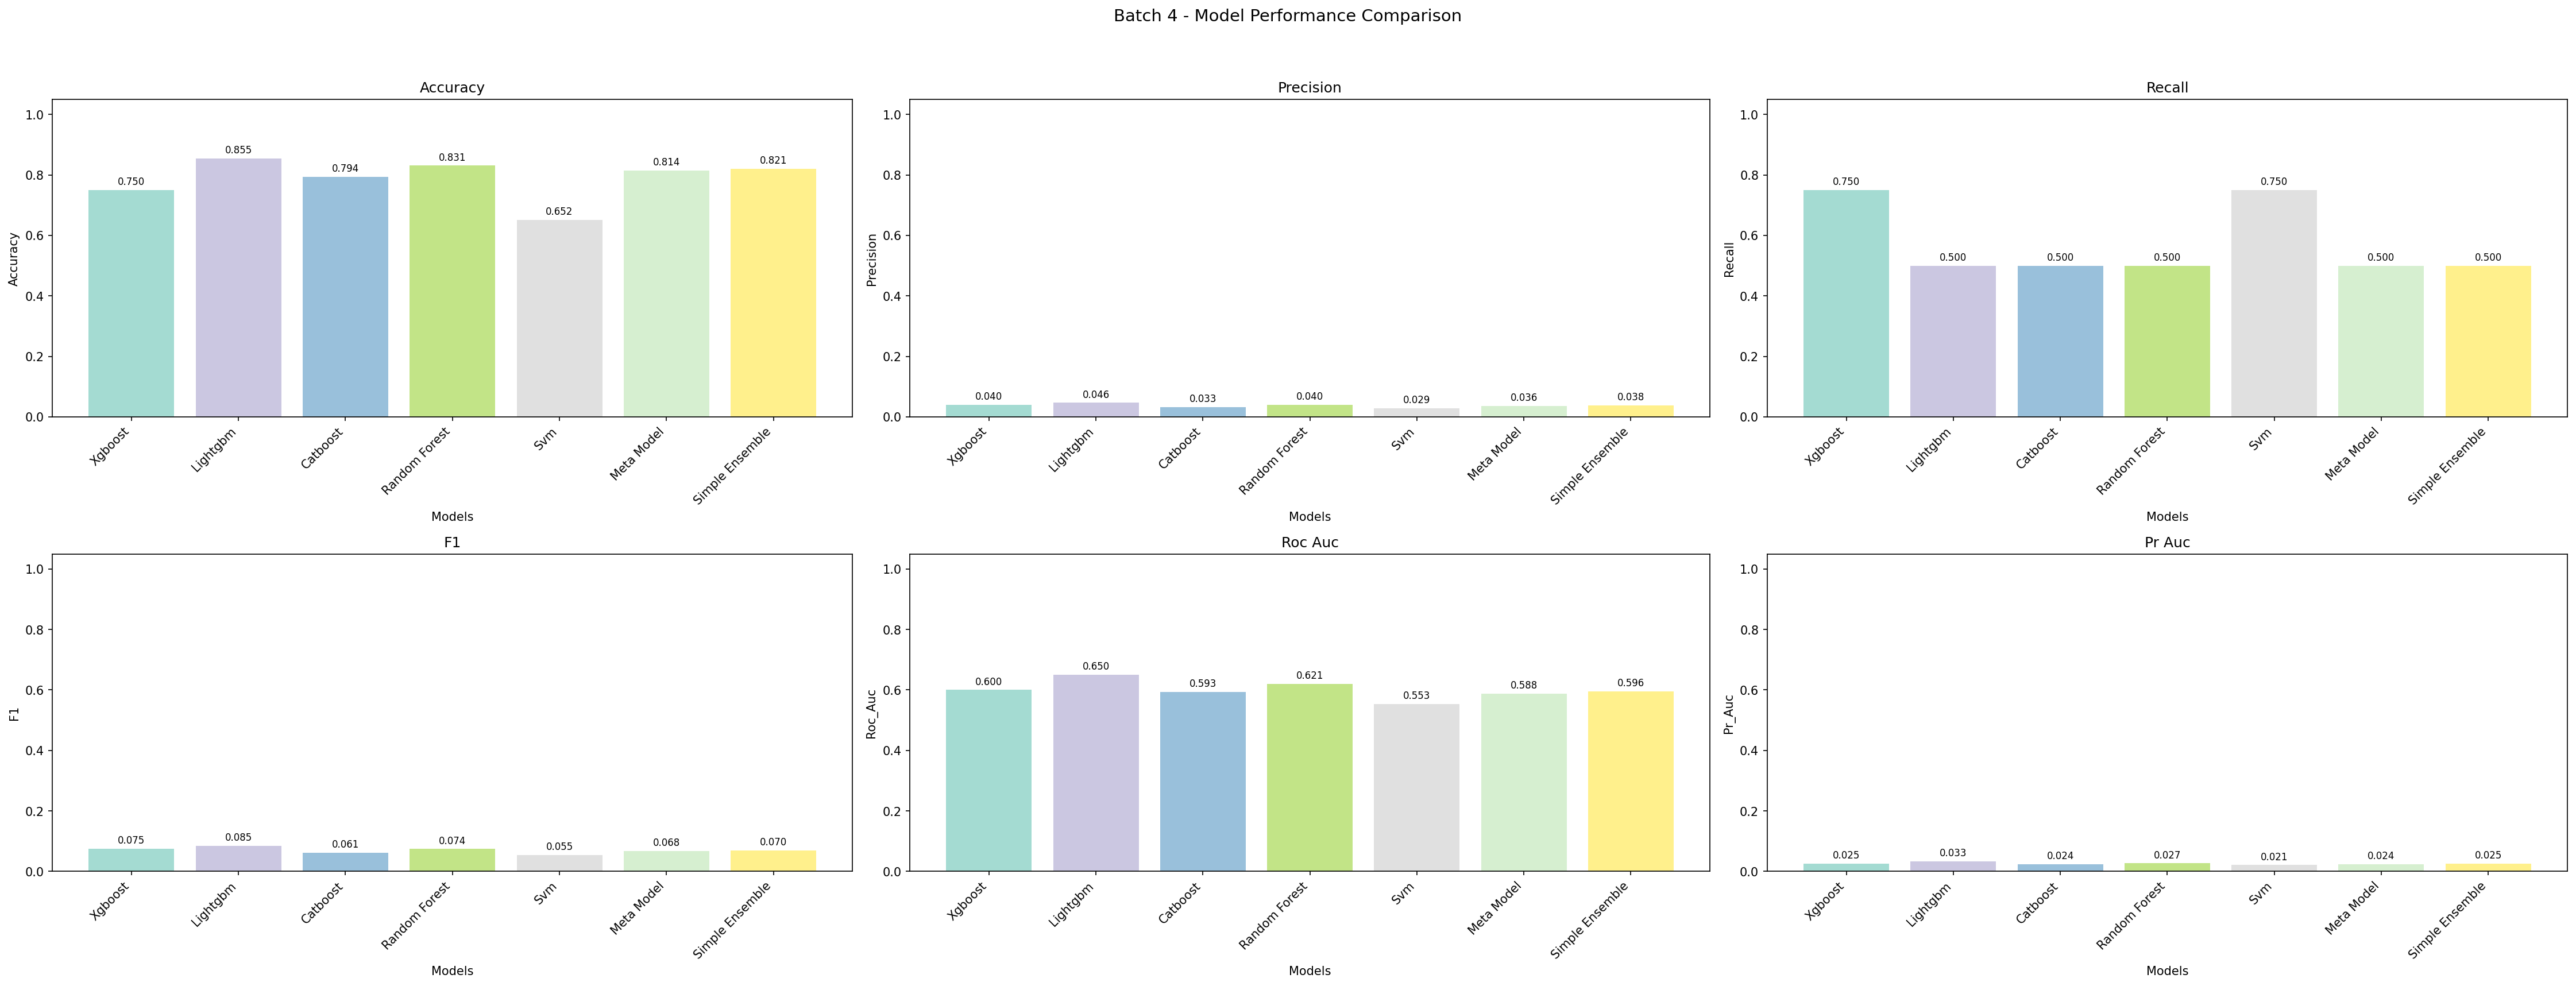 Batch 4 - Model Performance Comparison
Accuracy
Accuracy
1.0
0.8
0.6
0.4
0.2
0.0
0.750
0.855
0.794
0.831
0.652
0.814
0.821
Xgboost
Lightgbm
Catboost
Random Forest
Svm
Meta Model
Simple Ensemble
Models
Precision
Precision
1.0
0.8
0.6
0.4
0.2
0.0
0.040
0.046
0.033
0.040
0.029
0.036
0.038
Xgboost
Lightgbm
Catboost
Random Forest
Svm
Meta Model
Simple Ensemble
Models
Recall
Recall
1.0
0.8
0.6
0.4
0.2
0.0
0.750
0.500
0.500
0.500
0.750
0.500
0.500
Xgboost
Lightgbm
Catboost
Random Forest
Svm
Meta Model
Simple Ensemble
Models
F1
F1
1.0
0.8
0.6
0.4
0.2
0.0
0.075
0.085
0.061
0.074
0.055
0.068
0.070
Xgboost
Lightgbm
Catboost
Random Forest
Svm
Meta Model
Simple Ensemble
Models
Roc Auc
Roc_Auc
1.0
0.8
0.6
0.4
0.2
0.0
0.600
0.650
0.593
0.621
0.553
0.588
0.596
Xgboost
Lightgbm
Catboost
Random Forest
Svm
Meta Model
Simple Ensemble
Models
Pr Auc
Pr_Auc
1.0
0.8
0.6
0.4
0.2
0.0
0.025
0.033
0.024
0.027
0.021
0.024
0.025
Xgboost
Lightgbm
Catboost
Random Forest
Svm
Meta Model
Simple Ensemble
Models